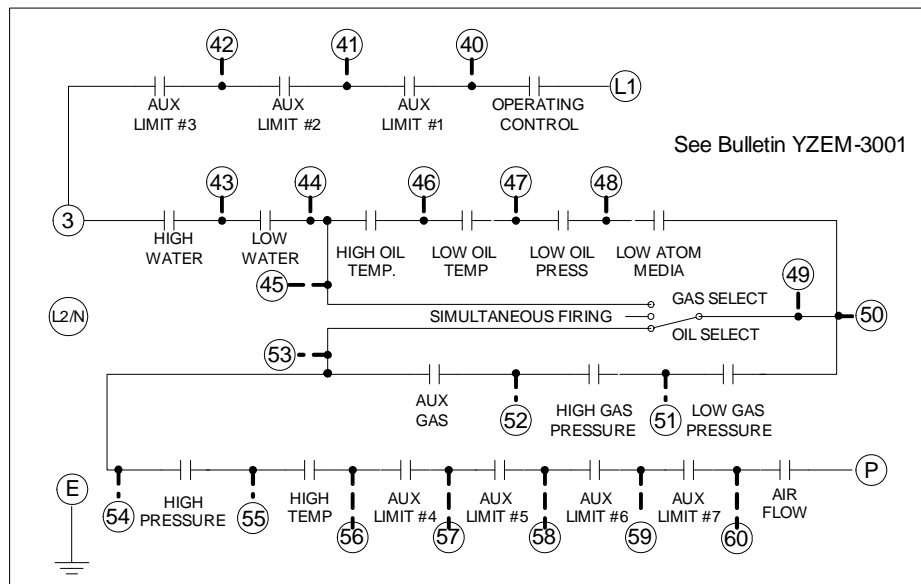 42
41
40
L1
AUX
LIMIT #3
AUX
LIMIT #2
AUX
LIMIT #1
OPERATING
CONTROL
See Bulletin YZEM-3001
43
44
46
47
48
3
HIGH
WATER
LOW
WATER
HIGH OIL
TEMP.
LOW OIL
TEMP
LOW OIL
PRESS
LOW ATOM
MEDIA
45
49
GAS SELECT
L2/N
SIMULTANEOUS FIRING
50
OIL SELECT
53
AUX
GAS
52
HIGH GAS
PRESSURE
51
LOW GAS
PRESSURE
E
P
54
HIGH
PRESSURE
55
HIGH
TEMP
56
AUX
LIMIT #4
57
AUX
LIMIT #5
58
AUX
LIMIT #6
59
AUX
LIMIT #7
60
AIR
FLOW